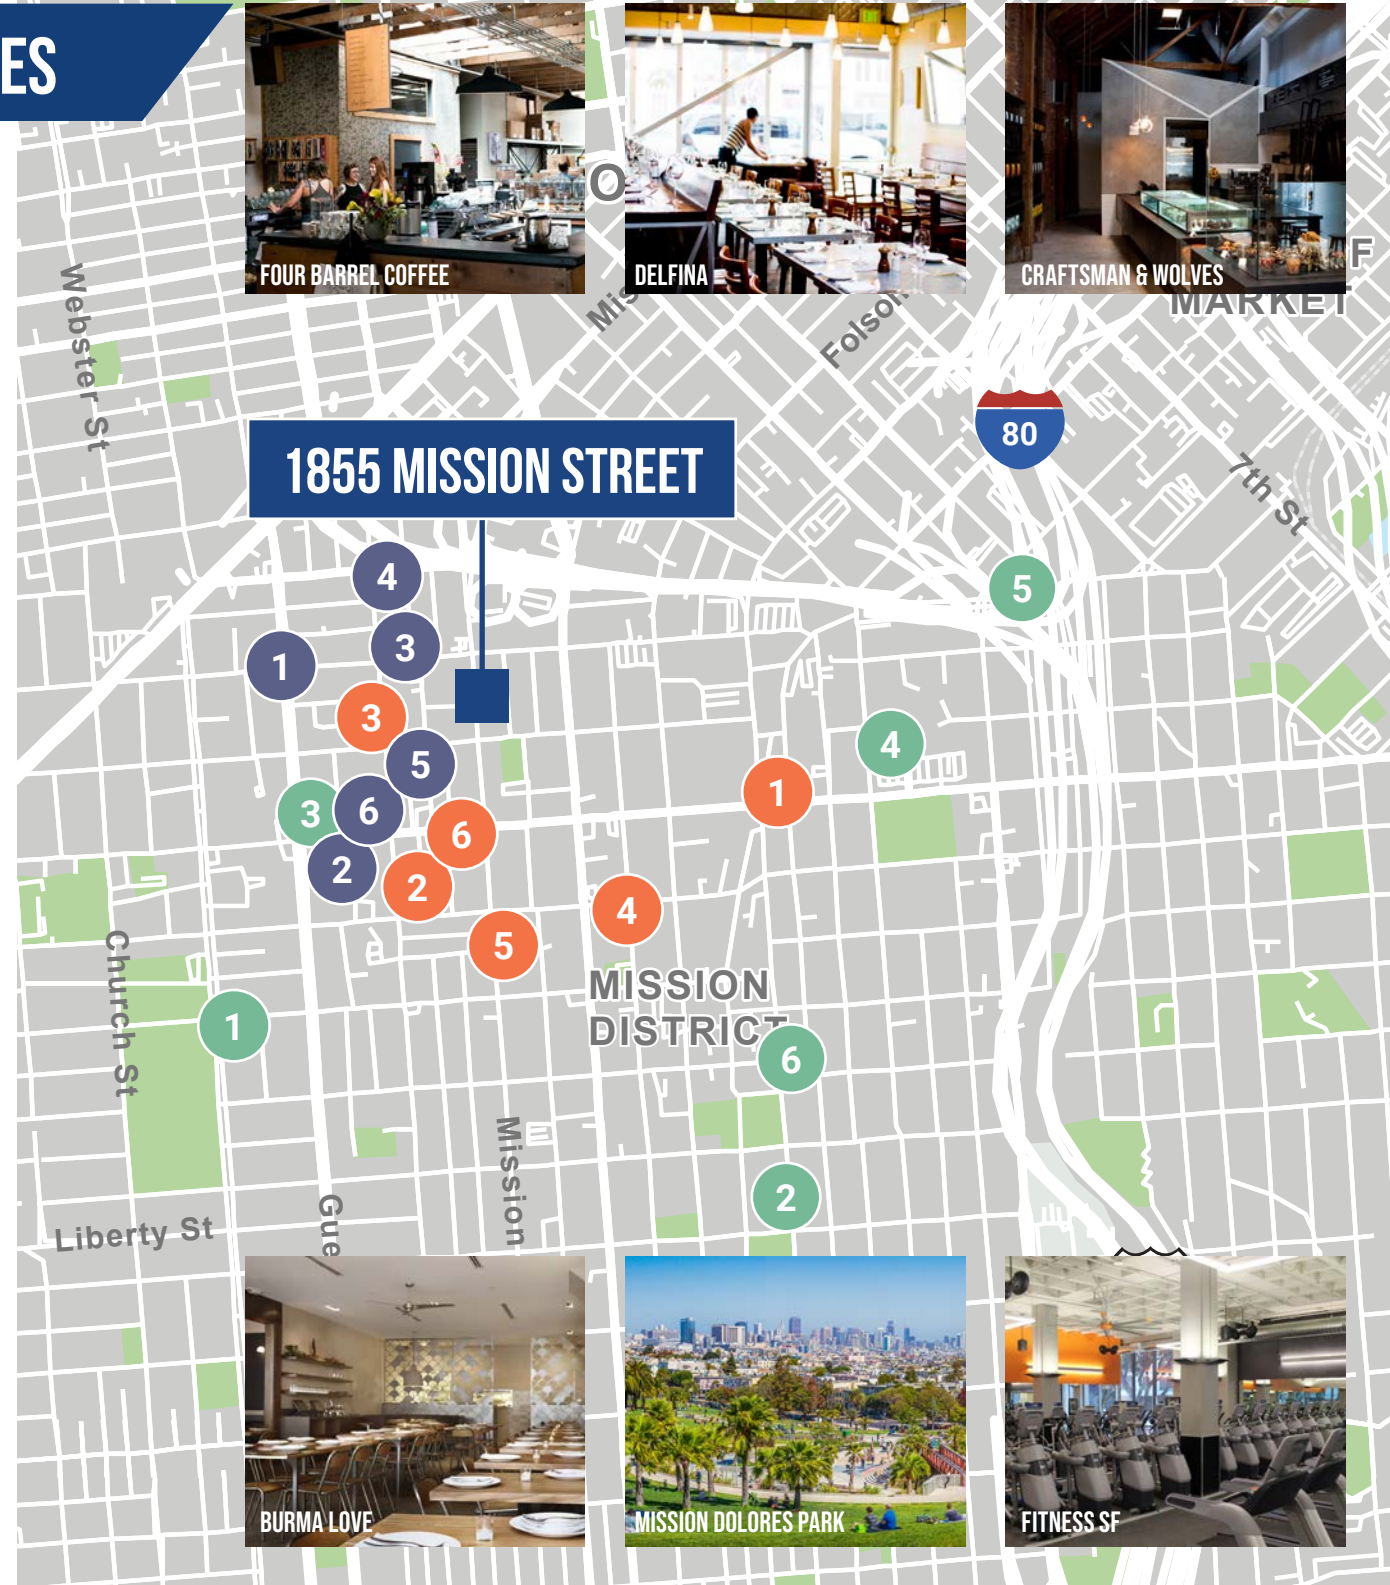 ES
FOUR BARREL COFFEE
DELFINA
CRAFTSMAN & WOLVES
O
F
MARKET
Webster St
Mis
Folsom
80
7th St
1855 MISSION STREET
4
5
3
1
3
4
5
1
3
6
6
2
2
4
5
Church St
MISSION
DISTRICT
1
6
Mission
2
Liberty St
Gue
BURMA LOVE
MISSION DOLORES PARK
FITNESS SF